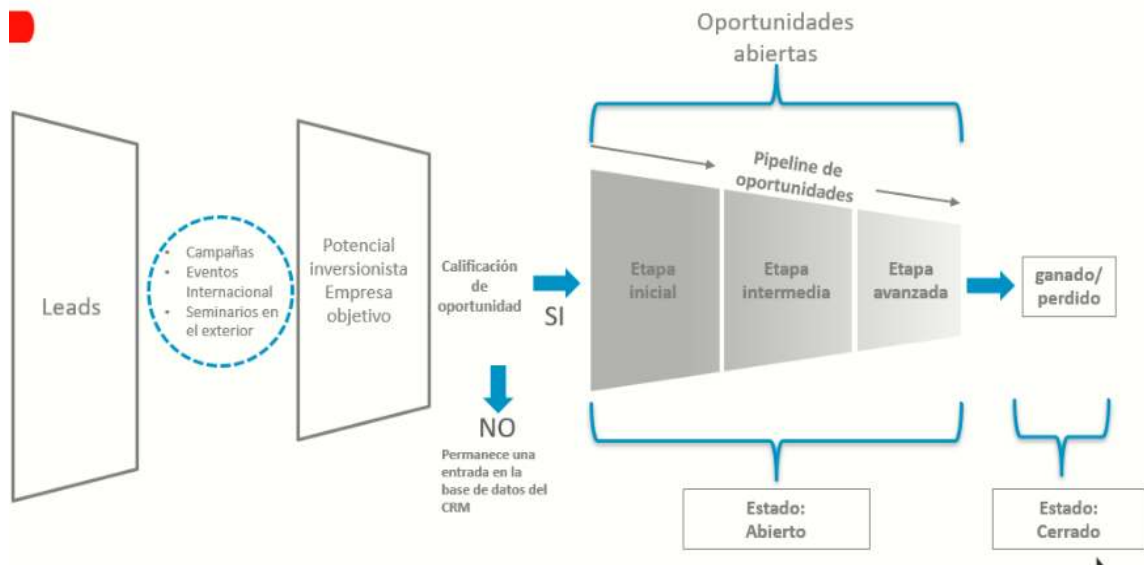 Oportunidades
abiertas
Pipeline de
oportunidades
Leads
• Campañas
• Eventos
Internacional
• Seminarios en
el exterior
Potencial
inversionista
Empresa
objetivo
Calificación
de
oportunidad
SI
NO
Permanece una
entrada en la
base de datos del
CRM
Etapa
inicial
Etapa
intermedia
Etapa
avanzada
ganado/
perdido
Estado:
Abierto
Estado:
Cerrado